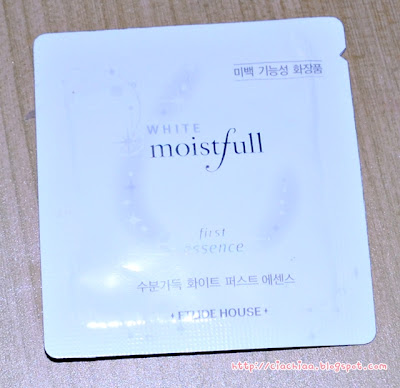 미백 기능성 화장품
WHITE
moistfull
first
essence
수분가득 화이트 퍼스트 에센스
ETUDE HOUSE
http://ciachiaa.blogspot.com/